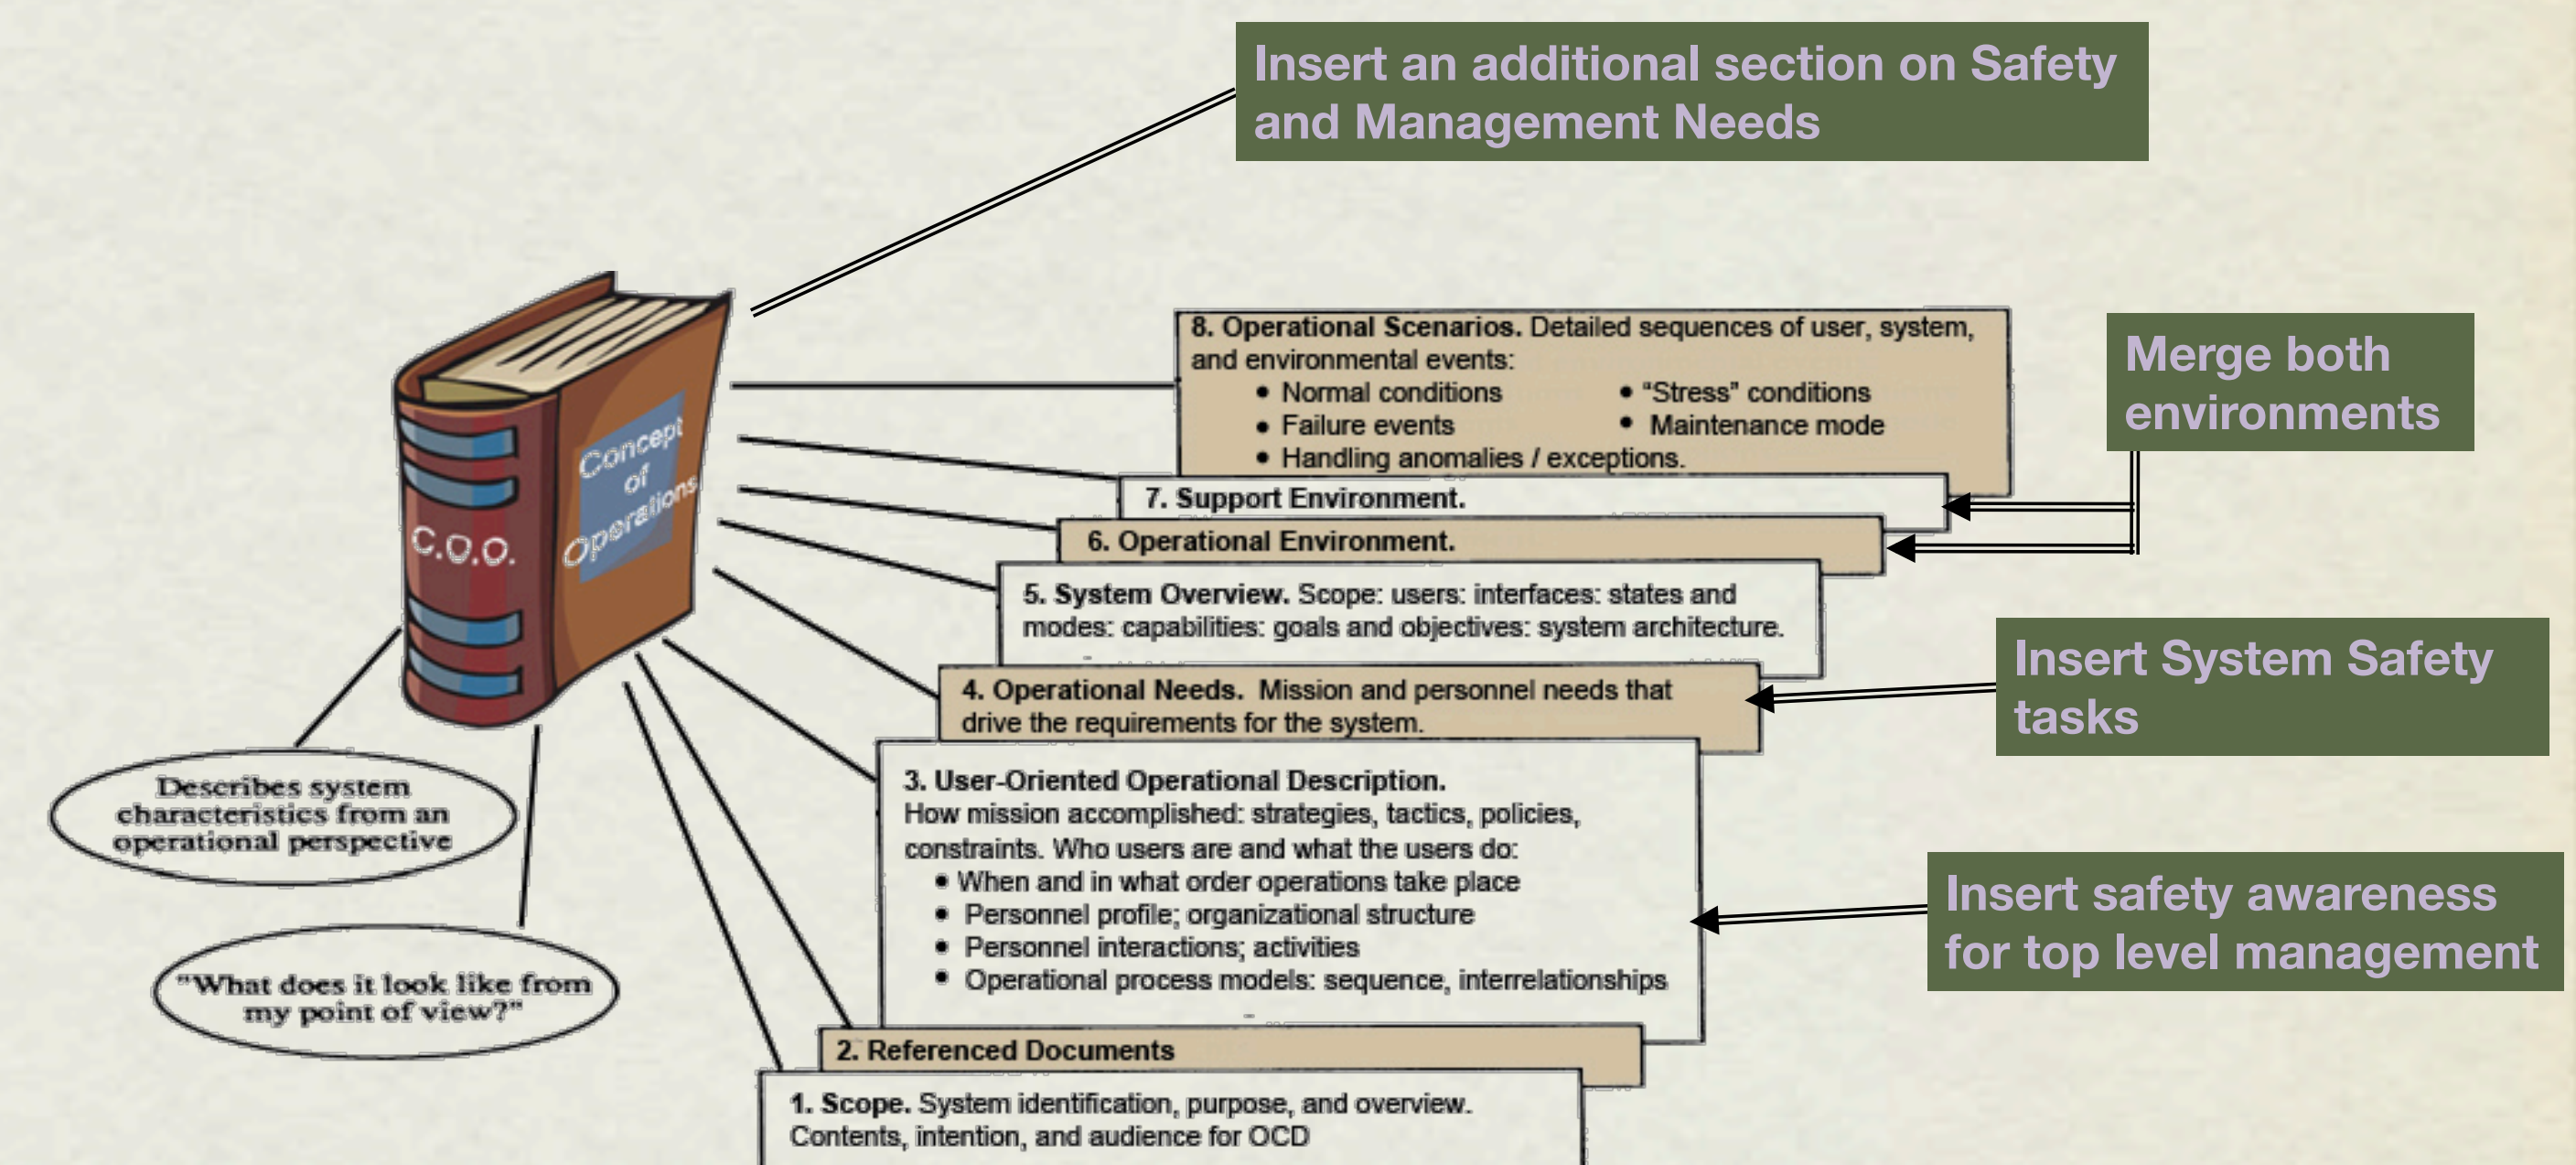 Insert an additional section on Safety
and Management Needs
8. Operational Scenarios. Detailed sequences of user, system,
and environmental events:
• Normal conditions • “Stress” conditions
• Failure events • Maintenance mode
• Handling anomalies / exceptions.
Merge both
environments
7. Support Environment.
6. Operational Environment.
Concept
of
Operations
C.O.O.
5. System Overview. Scope: users: interfaces: states and
modes: capabilities: goals and objectives: system architecture.
Insert System Safety
tasks
4. Operational Needs. Mission and personnel needs that
drive the requirements for the system.
Describes system
characteristics from an
operational perspective
3. User-Oriented Operational Description.
How mission accomplished: strategies, tactics, policies,
constraints. Who users are and what the users do:
• When and in what order operations take place
• Personnel profile; organizational structure
• Personnel interactions; activities
• Operational process models: sequence, interrelationships
Insert safety awareness
for top level management
"What does it look like from
my point of view?"
2. Referenced Documents
1. Scope. System identification, purpose, and overview.
Contents, intention, and audience for OCD